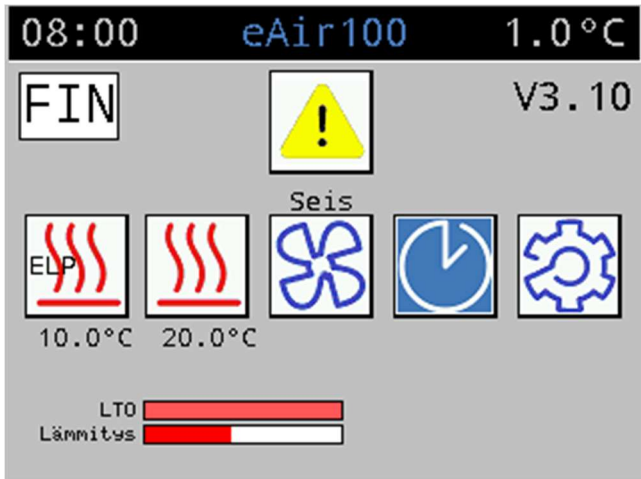 08:00 eAir100 1.0°C
FIN V3.10
Seis
ELP
10.0°C 20.0°C
LTO
Lämmitys